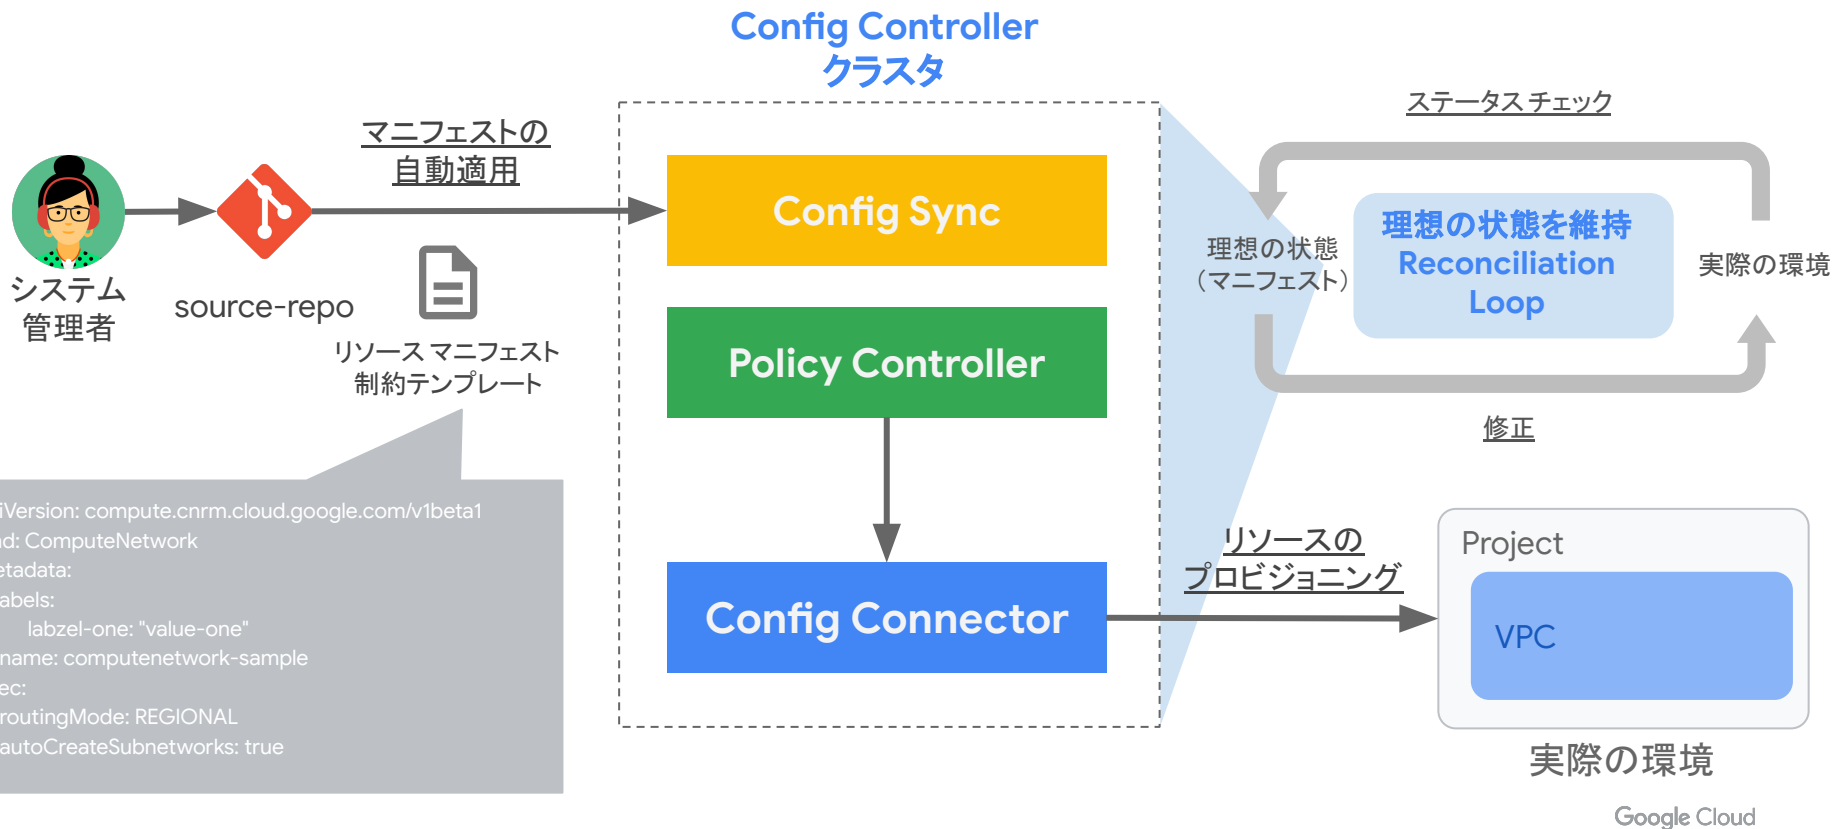 Config Controller
クラスタ
マニフェストの
自動適用
システム
管理者
source-repo
リソース マニフェスト
制約テンプレート
iVersion: compute.cnrm.cloud.google.com/v1beta1
nd: ComputeNetwork
etadata:
abels:
labzel-one: "value-one"
name: computenetwork-sample
ec:
routingMode: REGIONAL
autoCreateSubnetworks: true
Config Sync
Policy Controller
Config Connector
ステータス チェック
理想の状態
（マニフェスト）
理想の状態を維持
Reconciliation
Loop
実際の環境
修正
リソースの
プロビジョニング
Project
VPC
実際の環境
Google Cloud